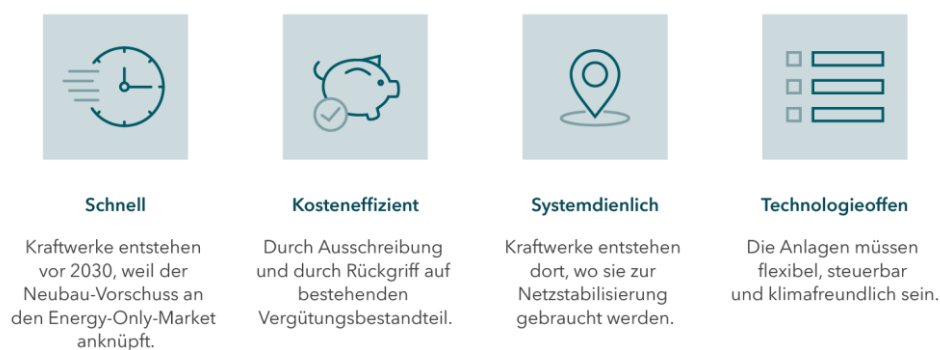 Schnell
Kraftwerke entstehen
vor 2030, weil der
Neubau-Vorschuss an
den Energy-Only-Market
anknüpft.
Kosteneffizient
Durch Ausschreibung
und durch Rückgriff auf
bestehenden
Vergütungsbestandteil.
Systemdienlich
Kraftwerke entstehen
dort, wo sie zur
Netzstabilisierung
gebraucht werden.
Technologieoffen
Die Anlagen müssen
flexibel, steuerbar
und klimafreundlich sein.